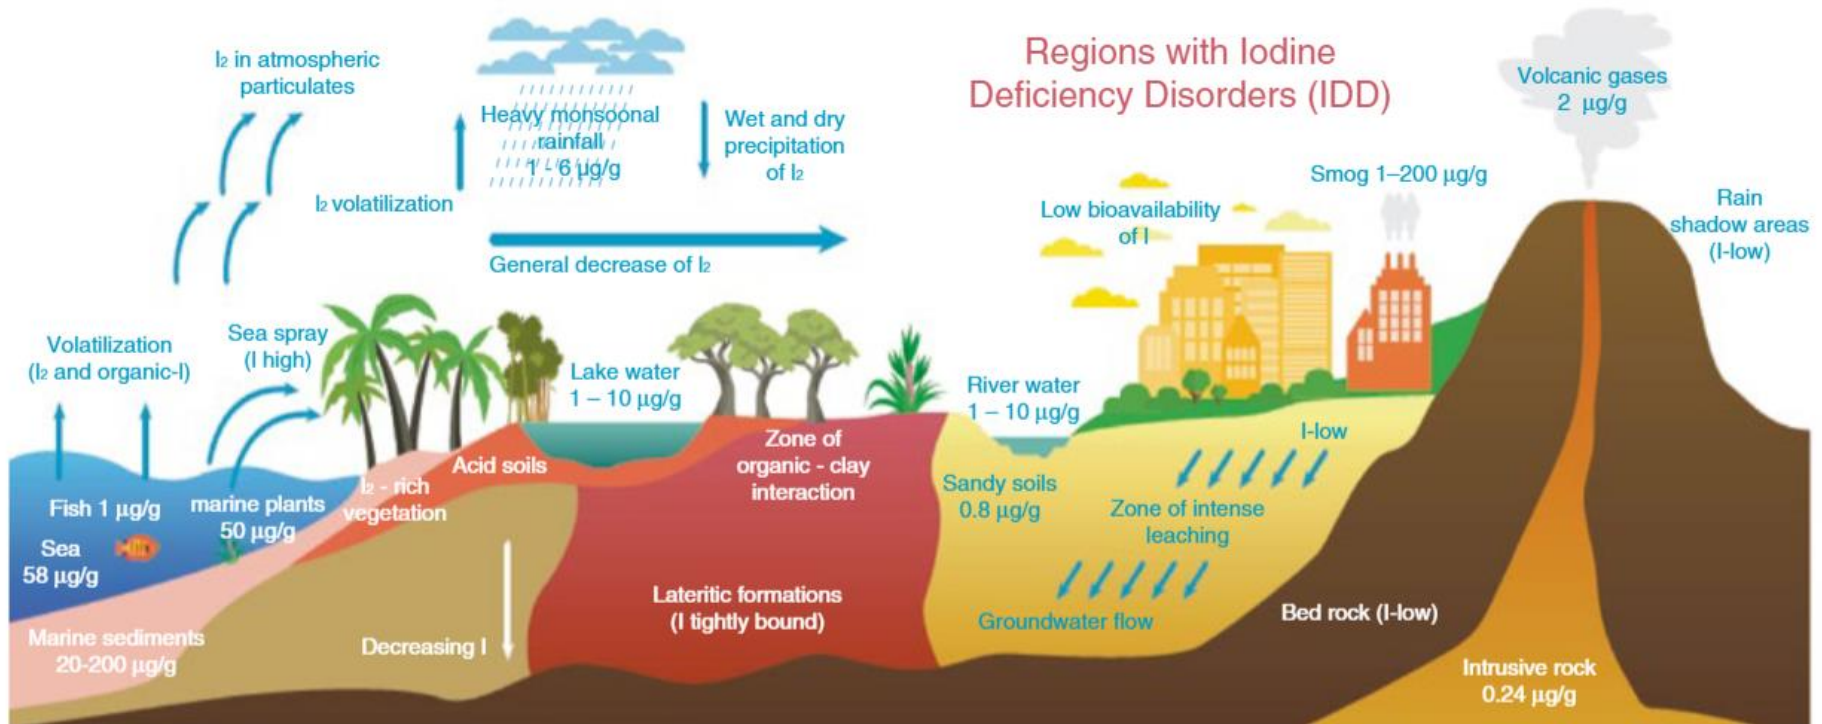 I₂ in atmospheric
particulates
Heavy monsoonal
rainfall
1 - 6 µg/g
Wet and dry
precipitation
of I₂
I₂ volatilization
General decrease of I₂
Regions with Iodine
Deficiency Disorders (IDD)
Volcanic gases
2 µg/g
Smog 1–200 µg/g
Low bioavailability
of I
Rain
shadow areas
(I-low)
Volatilization
(I₂ and organic-I)
Sea spray
(I high)
Lake water
1 – 10 µg/g
River water
1 – 10 µg/g
Fish 1 µg/g
marine plants
50 µg/g
Sea
58 µg/g
I₂ - rich
vegetation
Acid soils
Zone of
organic - clay
interaction
Sandy soils
0.8 µg/g
I-low
Zone of intense
leaching
Marine sediments
20-200 µg/g
Decreasing I
Lateritic formations
(I tightly bound)
Groundwater flow
Bed rock (I-low)
Intrusive rock
0.24 µg/g